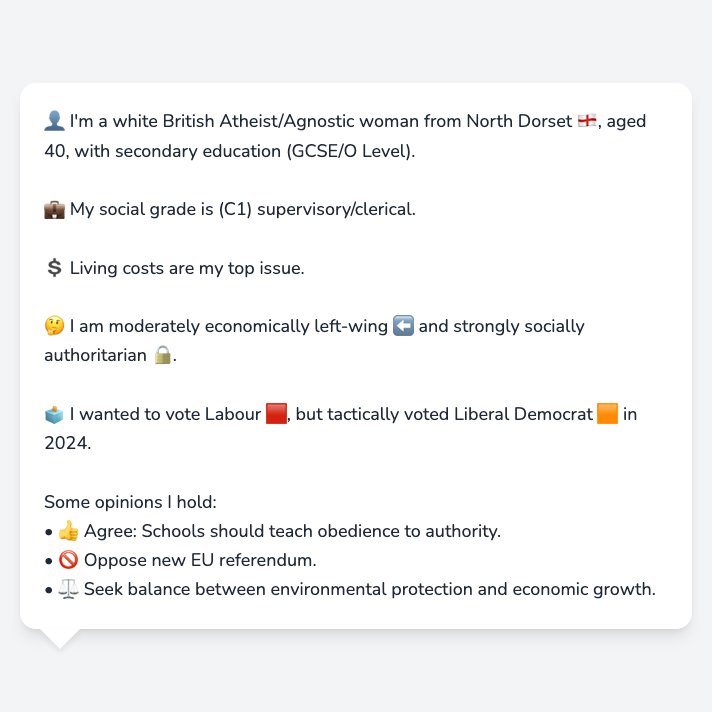 👤 I'm a white British Atheist/Agnostic woman from North Dorset 🏴󠁧󠁢󠁥󠁮󠁧󠁿, aged
40, with secondary education (GCSE/O Level).
💼 My social grade is (C1) supervisory/clerical.
💲 Living costs are my top issue.
🤔 I am moderately economically left-wing ⬅️ and strongly socially
authoritarian 🔒.
🗳️ I wanted to vote Labour 🟥, but tactically voted Liberal Democrat 🟧 in
2024.
Some opinions I hold:
• 👍 Agree: Schools should teach obedience to authority.
• 🚫 Oppose new EU referendum.
• ⚖️ Seek balance between environmental protection and economic growth.